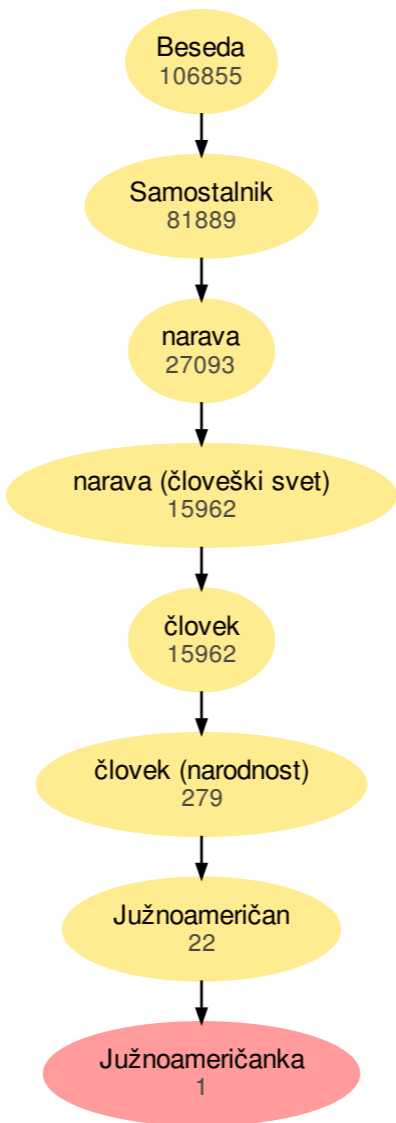 Beseda
106855
Samostalnik
81889
narava
27093
narava (človeški svet)
15962
človek
15962
človek (narodnost)
279
Južnoameričan
22
Južnoameričanka
1